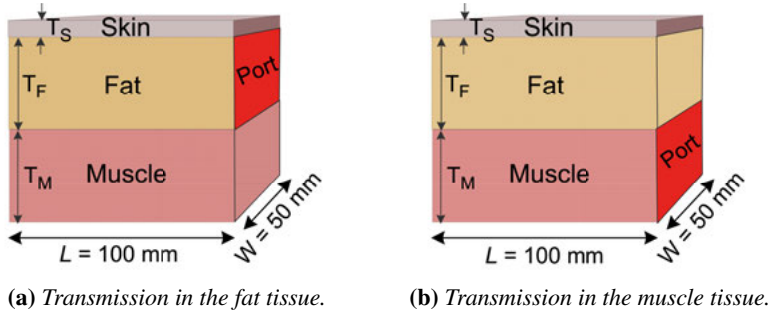 T_S Skin
T_F Fat Port
T_M Muscle
L = 100 mm
W = 50 mm
(a) Transmission in the fat tissue.
T_S Skin
T_F Fat
T_M Muscle Port
L = 100 mm
W = 50 mm
(b) Transmission in the muscle tissue.